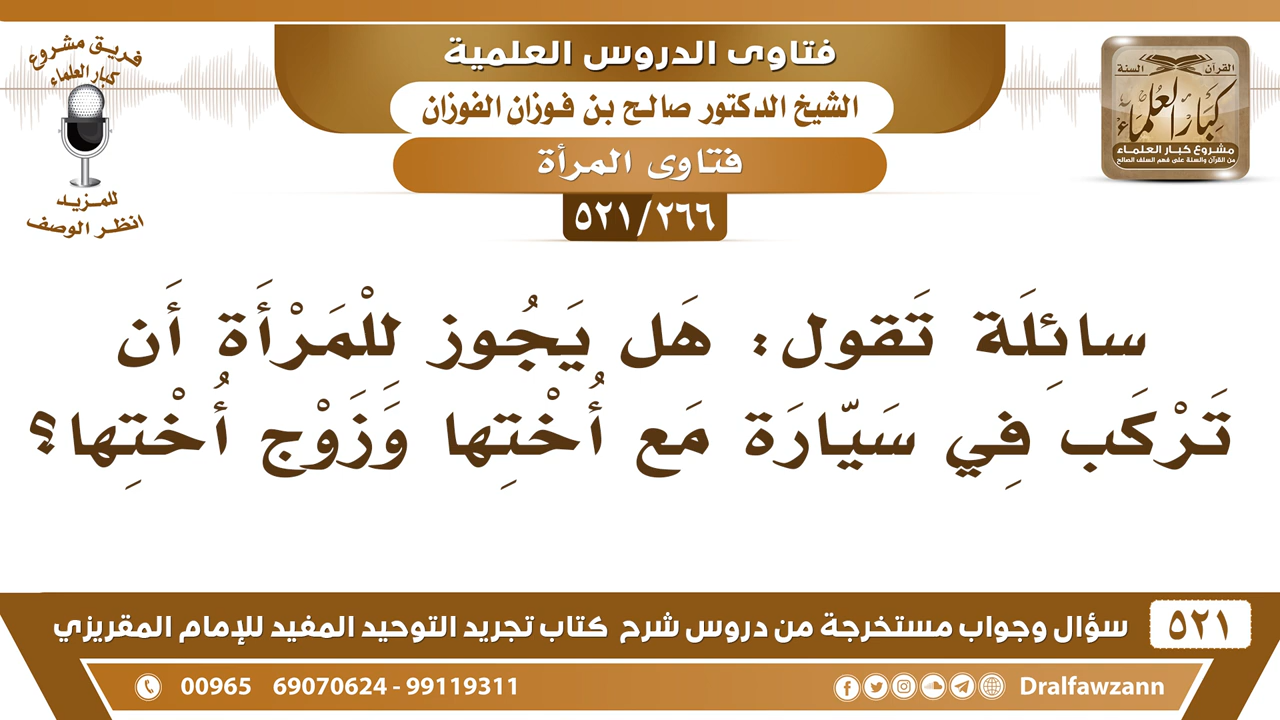 فتاوى الدروس العلمية
الشيخ الدكتور صالح بن فوزان الفوزان
فتاوى المرأة
٥٢١/٢٦٦
فريق مشروع
كبار العلماء
للمزيد
انظر الوصف
القرآن السنة
كبار العلماء
مشروع كبار العلماء
من القرآن والسنة على فهم السلف الصالح
سائِلَة تَقول: هَل يَجُوز للْمَرْأَة أَن
تَرْكَب فِي سَيّارَة مَع أُخْتِها وَزَوْج أُخْتِها؟
٥٢١ سؤال وجواب مستخرجة من دروس شرح كتاب تجريد التوحيد المفيد للإمام المقريزي
00965 69070624 - 99119311
Dralfawzann